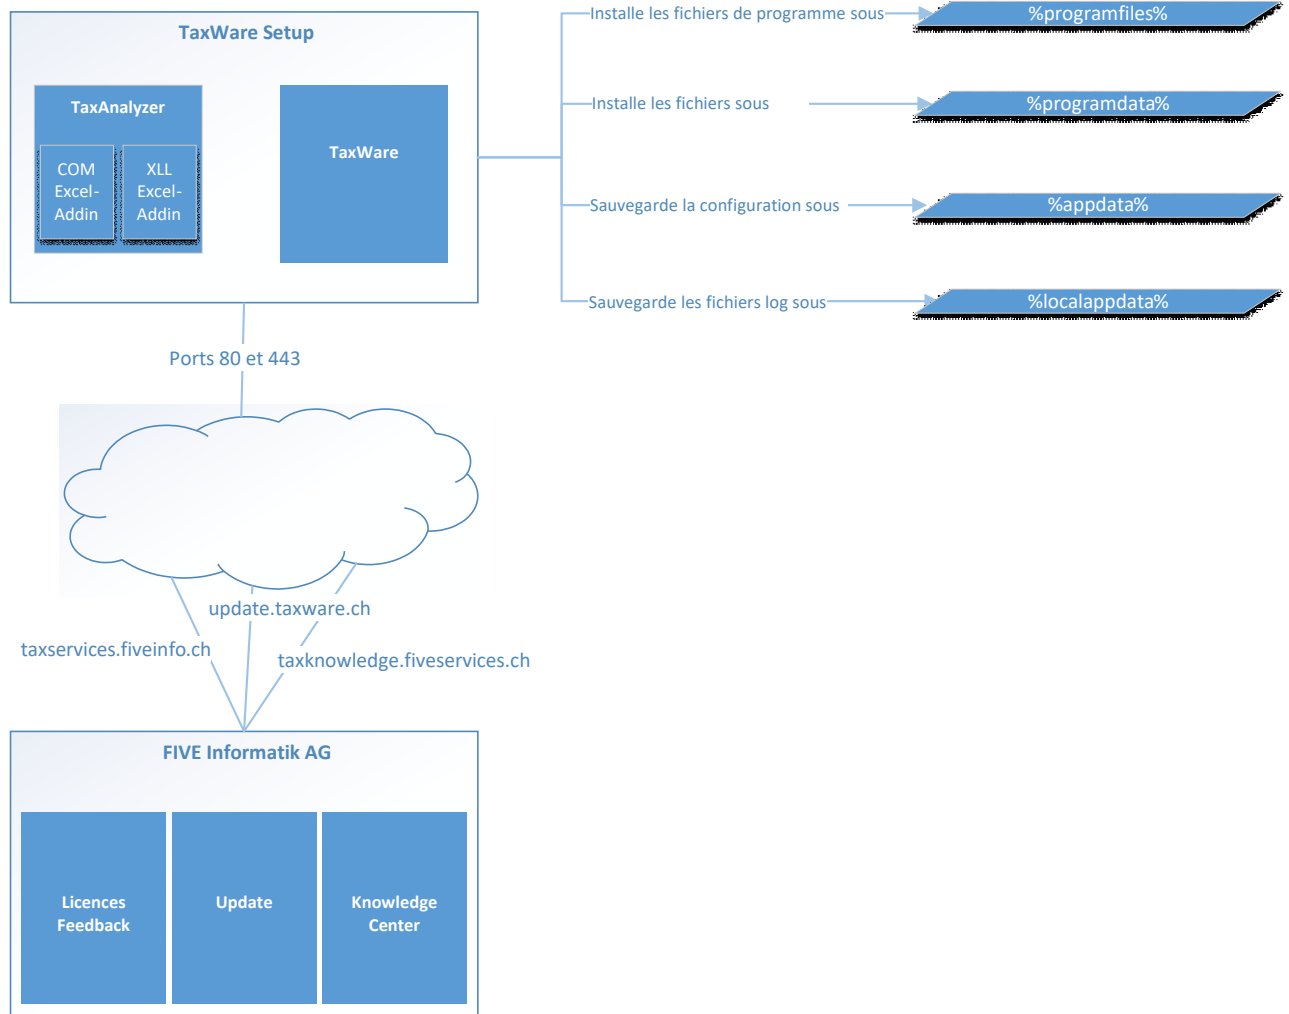 TaxWare Setup
TaxAnalyzer
COM
Excel-
Addin
XLL
Excel-
Addin
TaxWare
Installe les fichiers de programme sous
%programfiles%
Installe les fichiers sous
%programdata%
Sauvegarde la configuration sous
%appdata%
Sauvegarde les fichiers log sous
%localappdata%
Ports 80 et 443
update.taxware.ch
taxservices.fiveinfo.ch
taxknowledge.fiveservices.ch
FIVE Informatik AG
Licences
Feedback
Update
Knowledge
Center